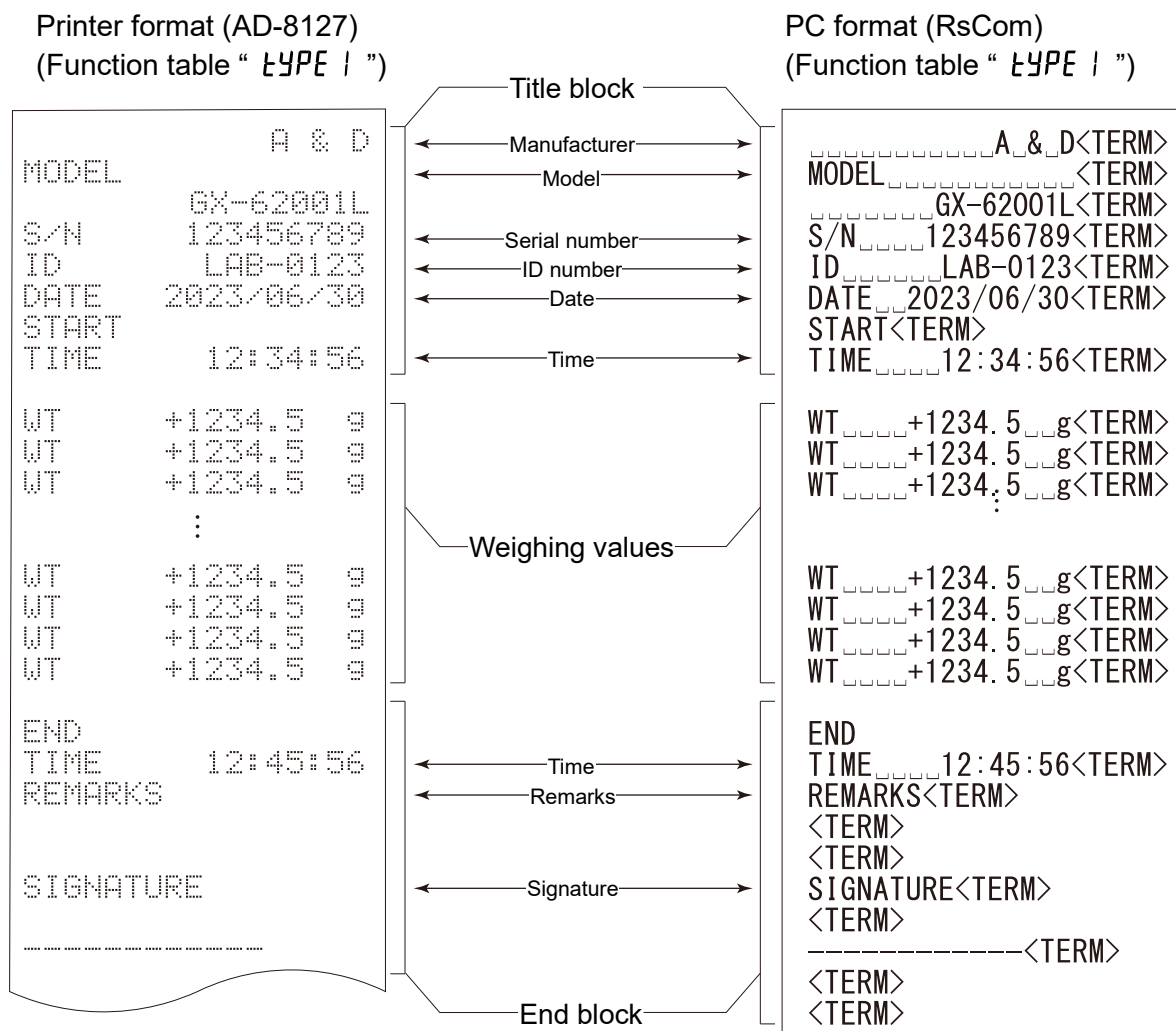 Printer format (AD-8127)
(Function table “ tYPE 1 ”)
A & D
MODEL
GX-62001L
S/N 123456789
ID LAB-0123
DATE 2023/06/30
START
TIME 12:34:56
WT +1234.5 g
WT +1234.5 g
WT +1234.5 g
⋮
WT +1234.5 g
WT +1234.5 g
WT +1234.5 g
WT +1234.5 g
END
TIME 12:45:56
REMARKS
SIGNATURE
------------
Title block
Manufacturer
Model
Serial number
ID number
Date
Time
Weighing values
Time
Remarks
Signature
End block
PC format (RsCom)
(Function table “ tYPE 1 ”)
␣␣␣␣␣␣␣␣␣␣␣A␣&␣D<TERM>
MODEL␣␣␣␣␣␣␣␣␣␣␣<TERM>
␣␣␣␣␣␣␣GX-62001L<TERM>
S/N␣␣␣␣123456789<TERM>
ID␣␣␣␣␣␣LAB-0123<TERM>
DATE␣␣2023/06/30<TERM>
START<TERM>
TIME␣␣␣␣12:34:56<TERM>
WT␣␣␣␣+1234.5␣␣g<TERM>
WT␣␣␣␣+1234.5␣␣g<TERM>
WT␣␣␣␣+1234.5␣␣g<TERM>
⋮
WT␣␣␣␣+1234.5␣␣g<TERM>
WT␣␣␣␣+1234.5␣␣g<TERM>
WT␣␣␣␣+1234.5␣␣g<TERM>
WT␣␣␣␣+1234.5␣␣g<TERM>
END
TIME␣␣␣␣12:45:56<TERM>
REMARKS<TERM>
<TERM>
<TERM>
SIGNATURE<TERM>
<TERM>
------------<TERM>
<TERM>
<TERM>